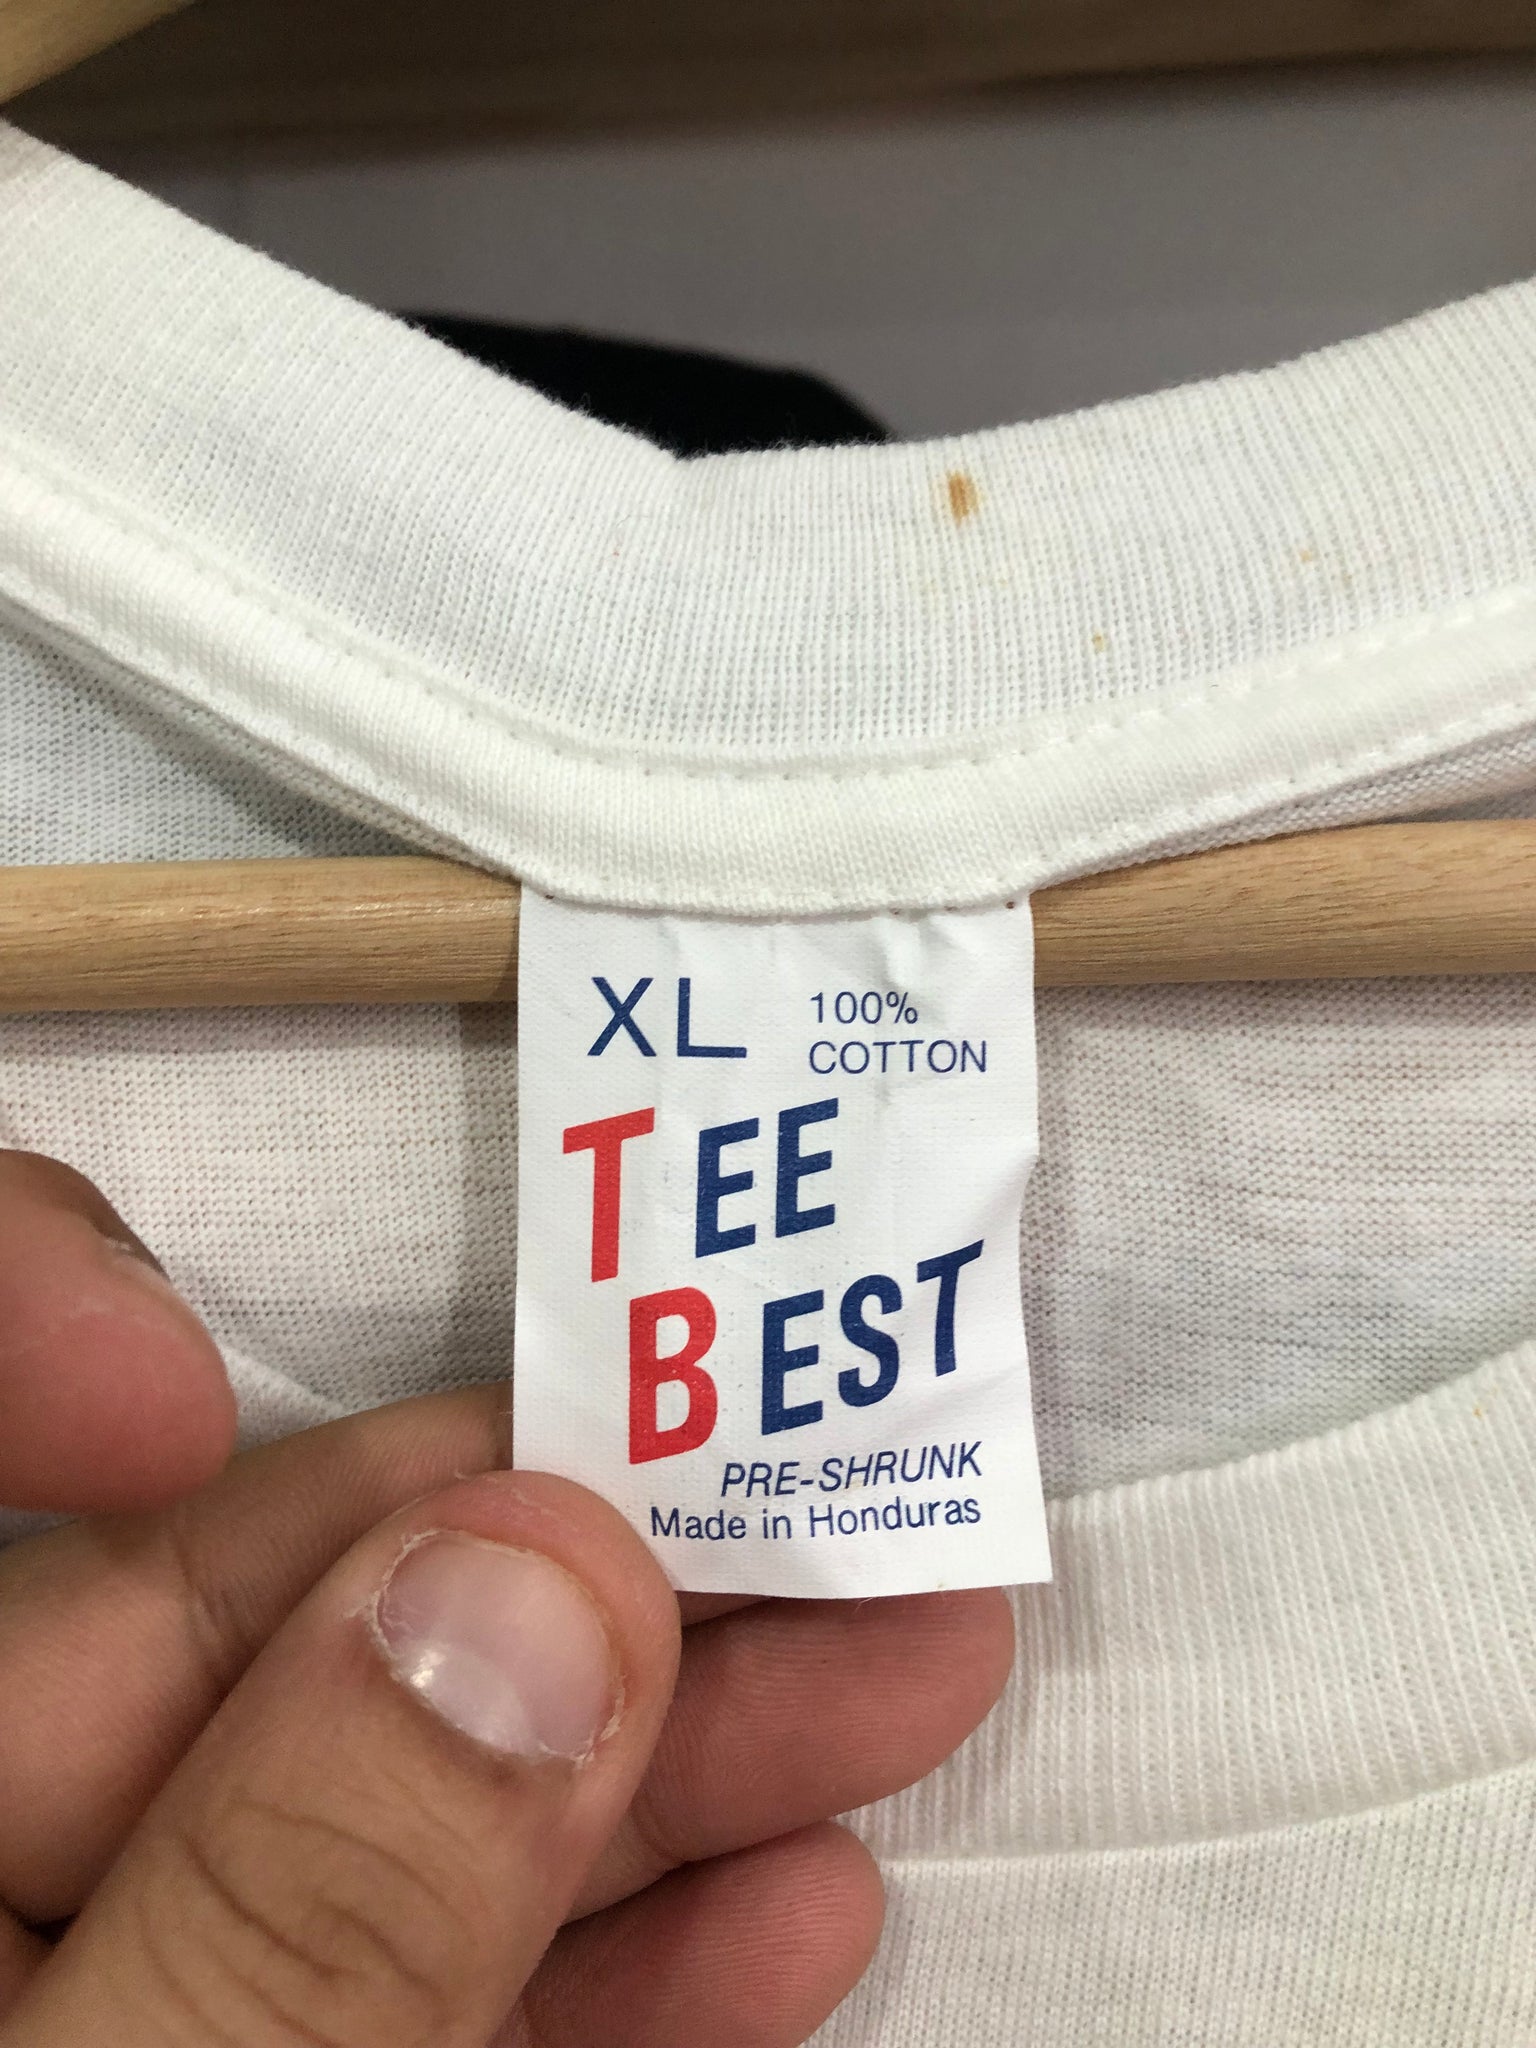 XL 100%
COTTON
TEE
BEST
PRE-SHRUNK
Made in Honduras